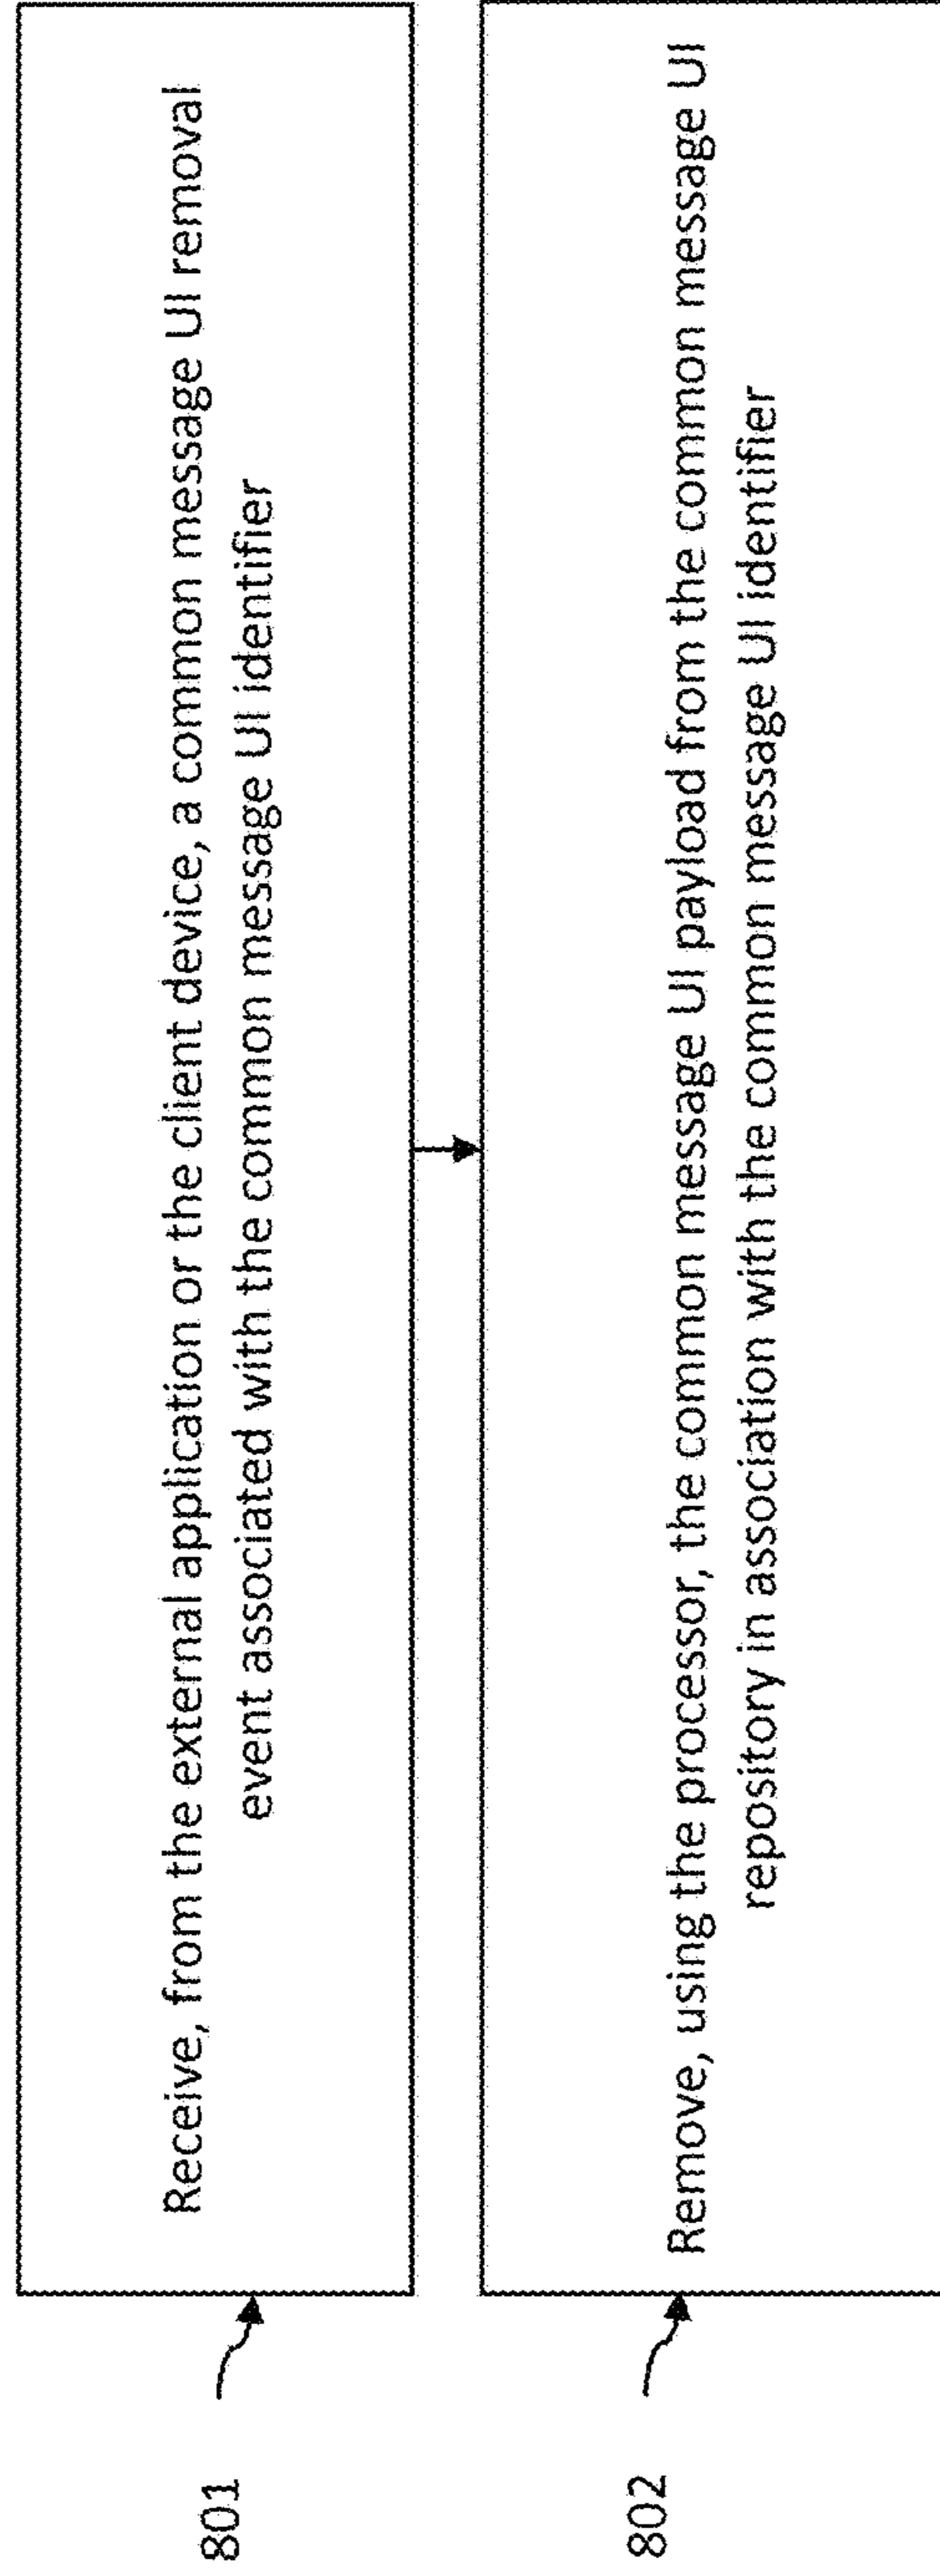 801
Receive, from the external application or the client device, a common message UI removal
event associated with the common message UI identifier
802
Remove, using the processor, the common message UI payload from the common message UI
repository in association with the common message UI identifier